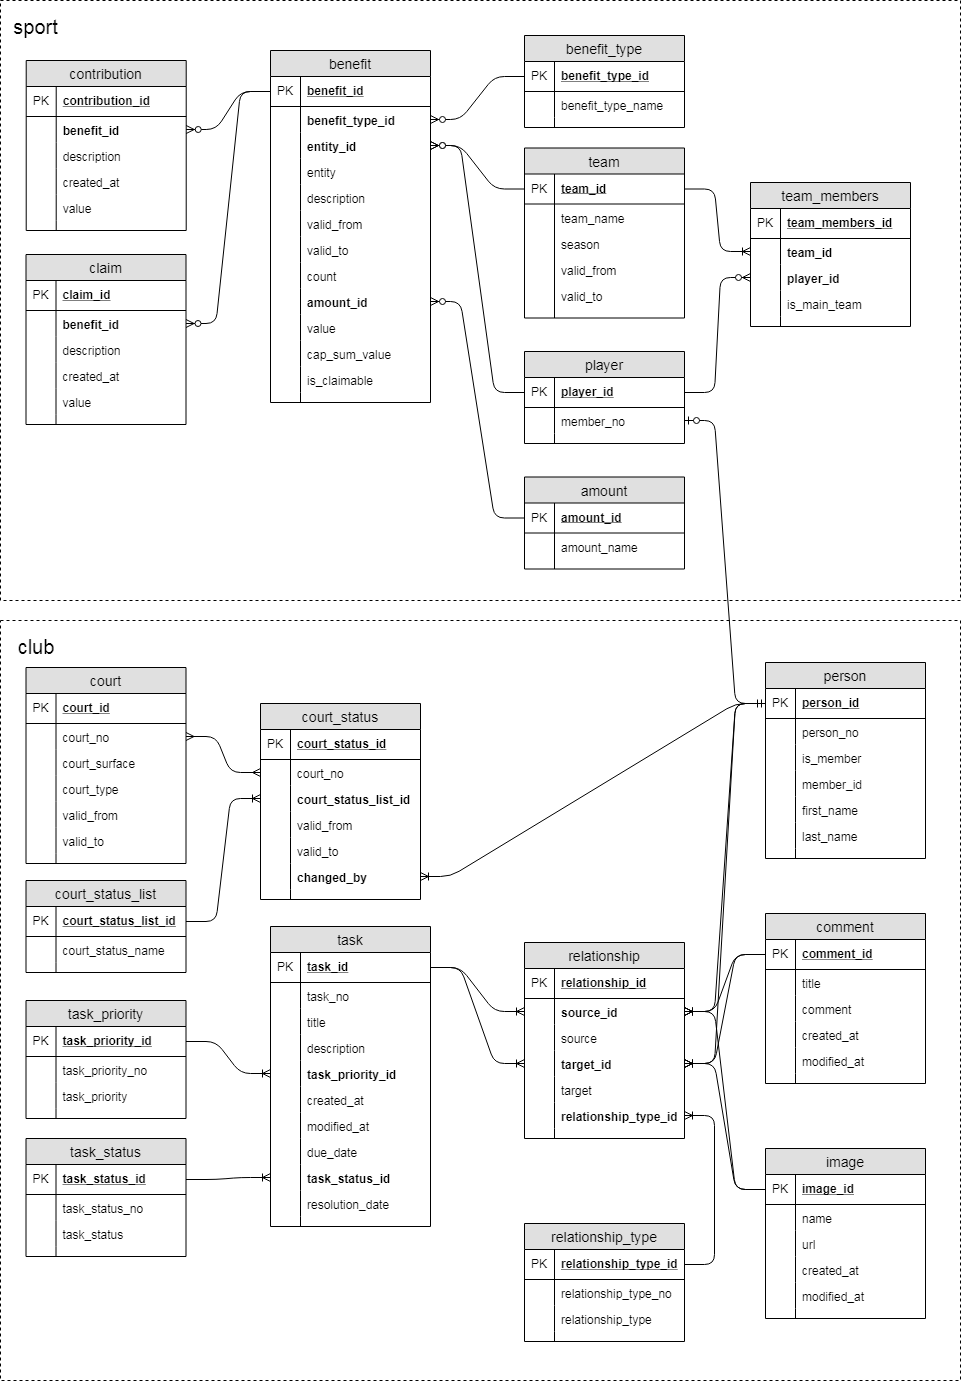 sport
contribution
PK contribution_id
benefit_id
description
created_at
value
claim
PK claim_id
benefit_id
description
created_at
value
benefit
PK benefit_id
benefit_type_id
entity_id
entity
description
valid_from
valid_to
count
amount_id
value
cap_sum_value
is_claimable
benefit_type
PK benefit_type_id
benefit_type_name
team
PK team_id
team_name
season
valid_from
valid_to
team_members
PK team_members_id
team_id
player_id
is_main_team
player
PK player_id
member_no
amount
PK amount_id
amount_name
club
court
PK court_id
court_no
court_surface
court_type
valid_from
valid_to
court_status
PK court_status_id
court_no
court_status_list_id
valid_from
valid_to
changed_by
person
PK person_id
person_no
is_member
member_id
first_name
last_name
court_status_list
PK court_status_list_id
court_status_name
task_priority
PK task_priority_id
task_priority_no
task_priority
task_status
PK task_status_id
task_status_no
task_status
task
PK task_id
task_no
title
description
task_priority_id
created_at
modified_at
due_date
task_status_id
resolution_date
relationship
PK relationship_id
source_id
source
target_id
target
relationship_type_id
relationship_type
PK relationship_type_id
relationship_type_no
relationship_type
comment
PK comment_id
title
comment
created_at
modified_at
image
PK image_id
name
url
created_at
modified_at